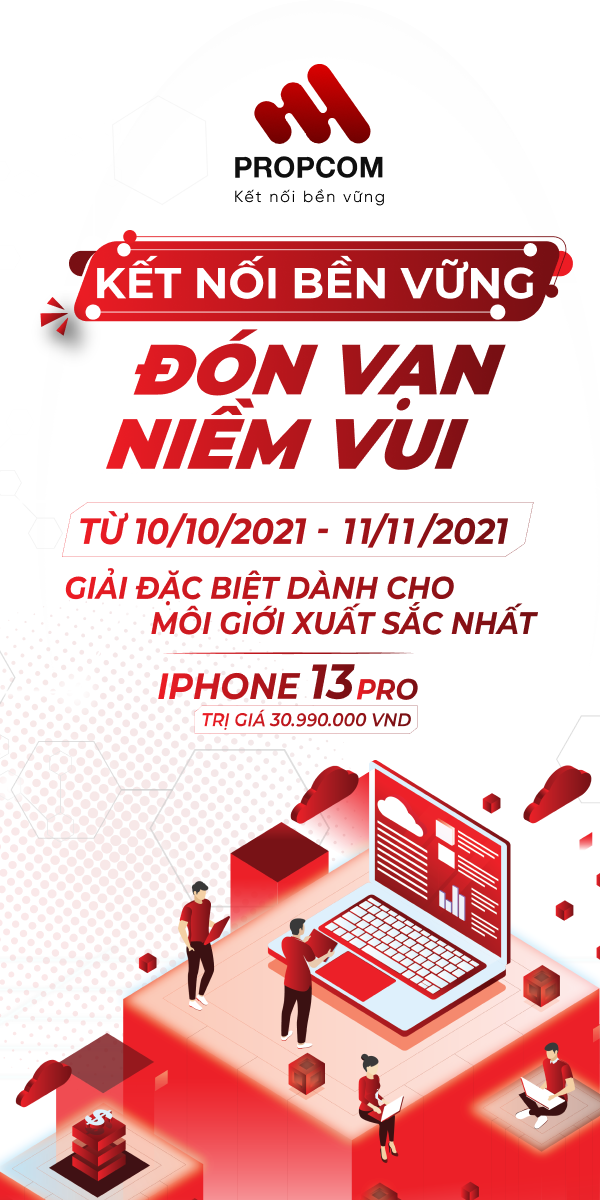 PROPCOM
Kết nối bền vững
KẾT NỐI BỀN VỮNG
ĐÓN VẠN
NIỀM VUI
TỪ 10/10/2021 - 11/11/2021
GIẢI ĐẶC BIỆT DÀNH CHO
MÔI GIỚI XUẤT SẮC NHẤT
IPHONE 13 PRO
TRỊ GIÁ 30.990.000 VND
$